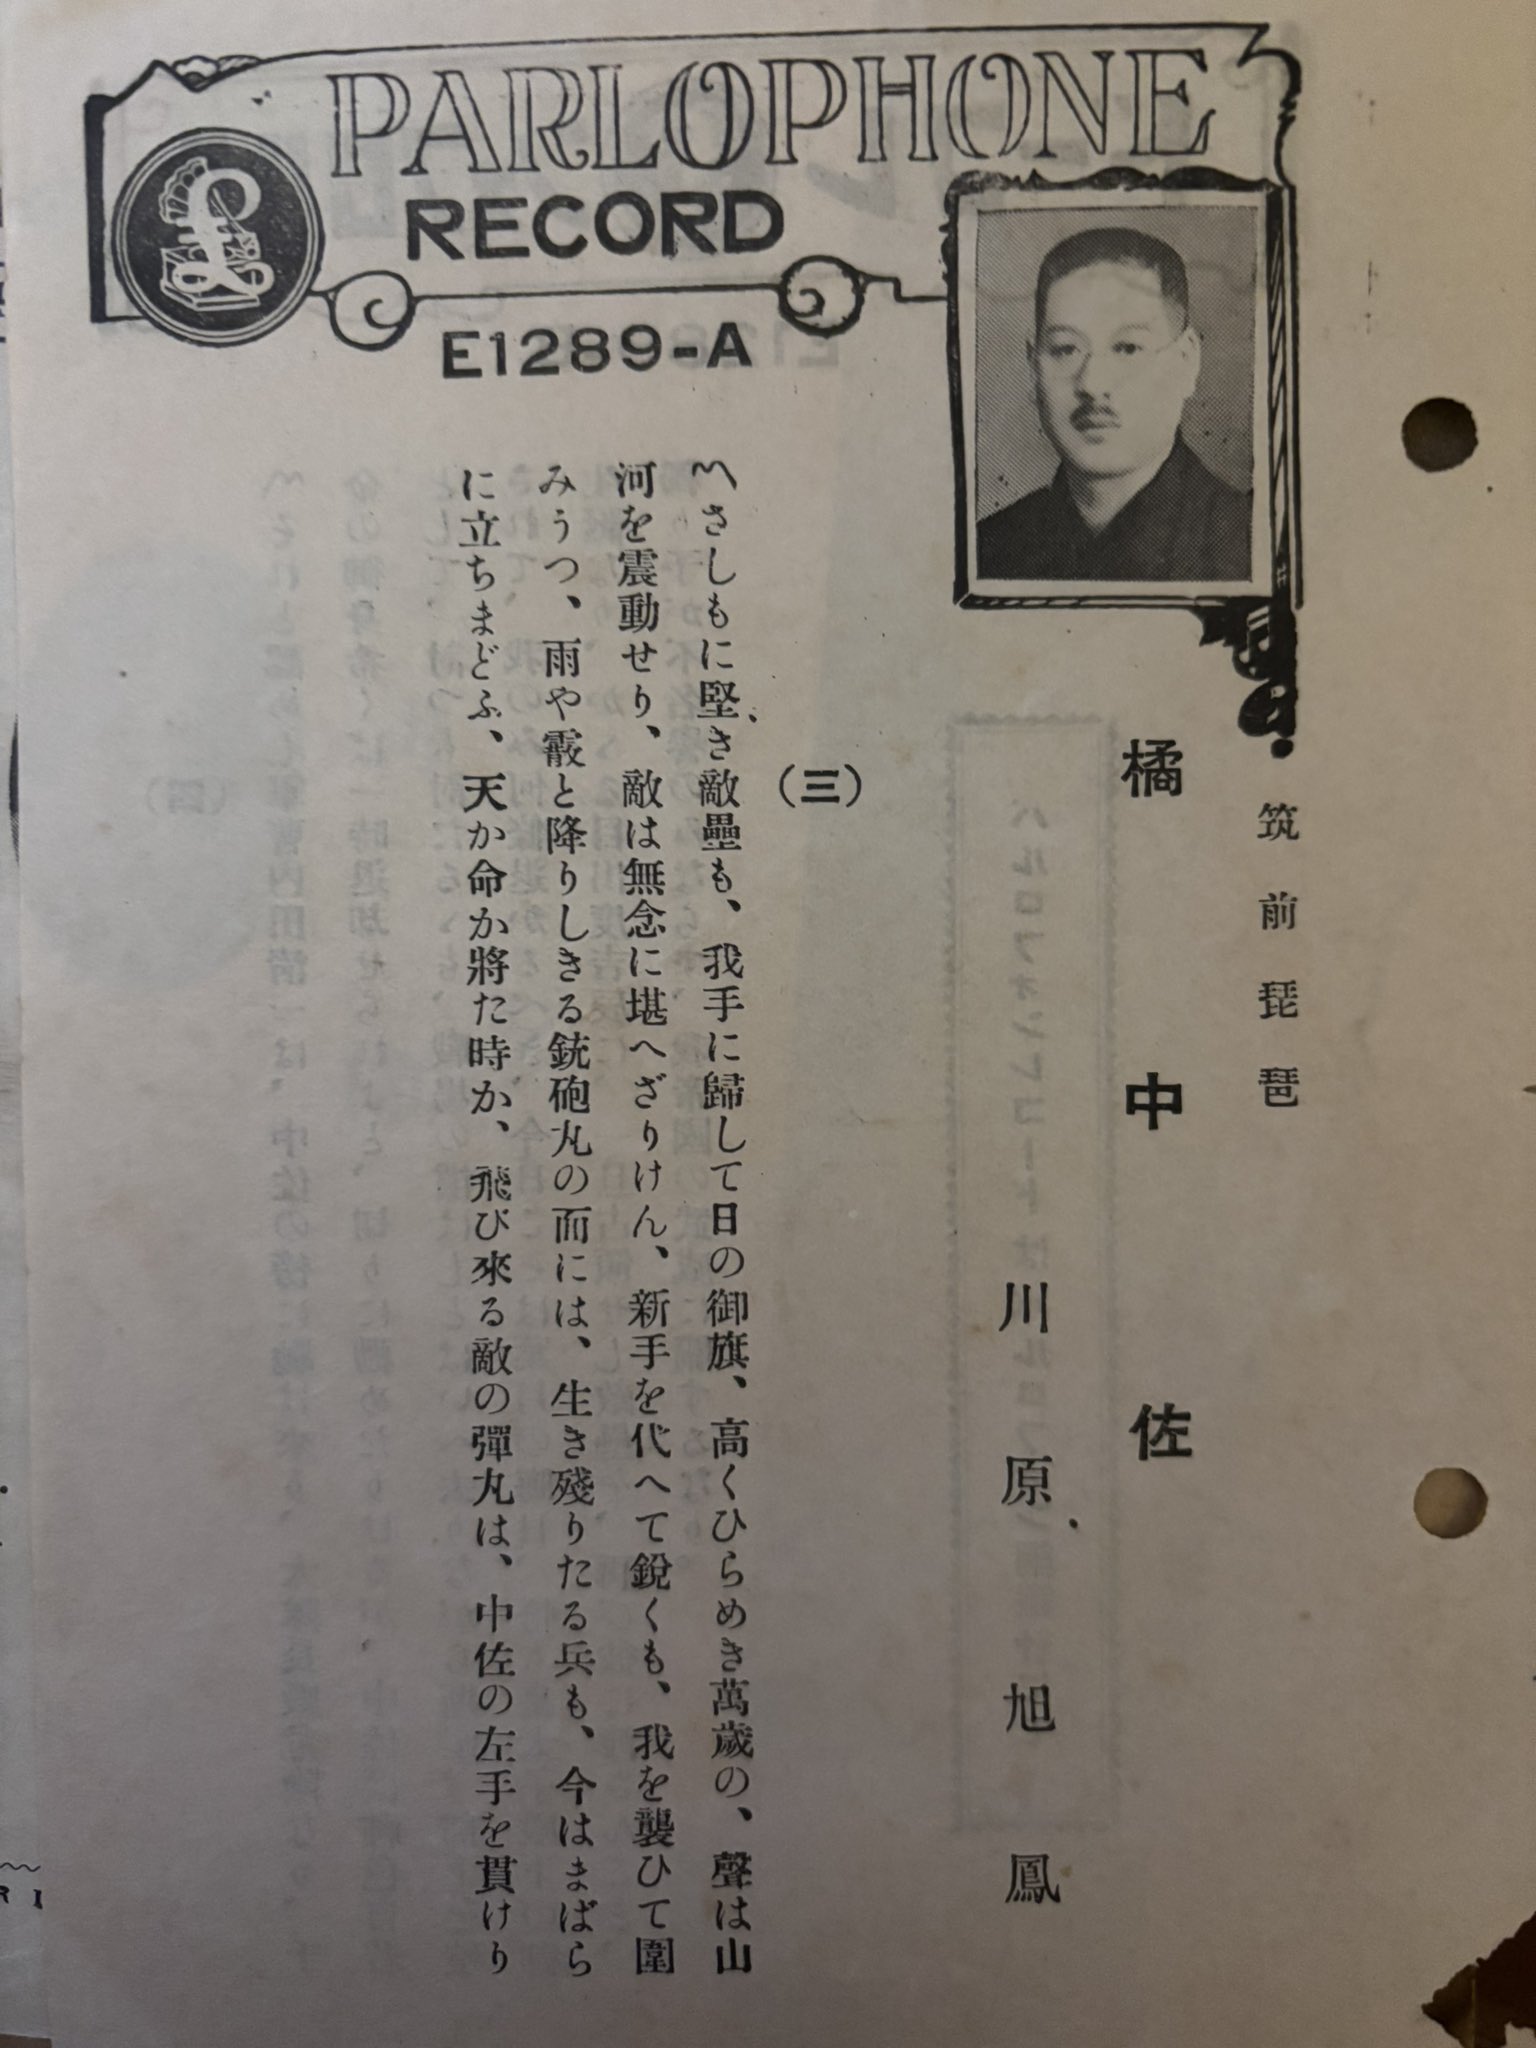 PARLOPHONE
RECORD
E1289-A
筑前琵琶
橘中佐
川原旭鳳
(三)
〽さしもに堅き敵壘も、我手に歸して日の御旗、高くひらめき萬歲の、聲は山
河を震動せり、敵は無念に堪へざりけん、新手を代へて銳くも、我を襲ひて圍
みうつ、雨や霰と降りしきる銃砲丸の面には、生き殘りたる兵も、今はまばら
に立ちまどふ、天か命か將た時か、飛び來る敵の彈丸は、中佐の左手を貫けり